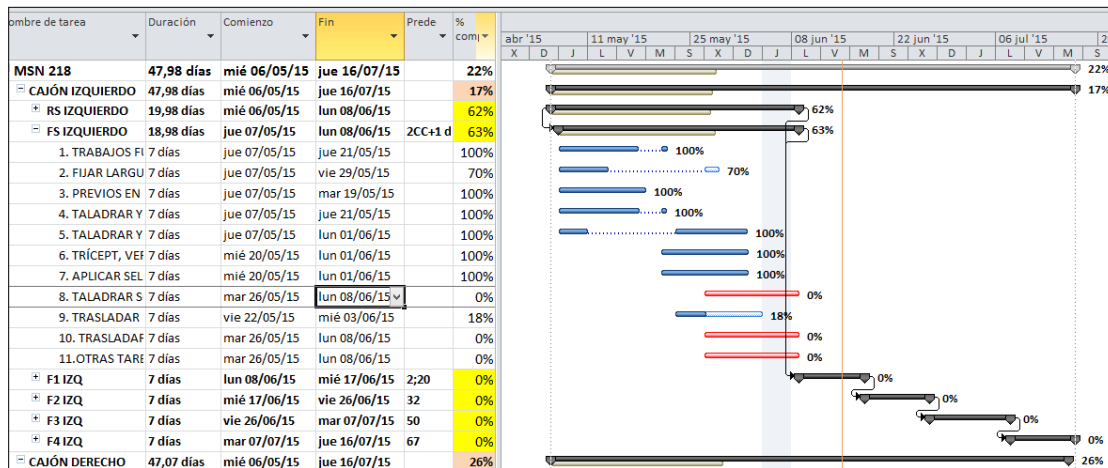 ombre de tarea Duración Comienzo Fin Prede % comp
abr '15 11 may '15 25 may '15 08 jun '15 22 jun '15 06 jul '15 2
X D J L V M S X D J L V M S X D J L V M S
MSN 218 47,98 días mié 06/05/15 jue 16/07/15 22% 22%
CAJÓN IZQUIERDO 47,98 días mié 06/05/15 jue 16/07/15 17% 17%
RS IZQUIERDO 19,98 días mié 06/05/15 lun 08/06/15 62% 62%
FS IZQUIERDO 18,98 días jue 07/05/15 lun 08/06/15 2CC+1 d 63% 63%
1. TRABAJOS FU 7 días jue 07/05/15 jue 21/05/15 100% 100%
2. FIJAR LARGU 7 días jue 07/05/15 vie 29/05/15 70% 70%
3. PREVIOS EN 7 días jue 07/05/15 mar 19/05/15 100% 100%
4. TALADRAR Y 7 días jue 07/05/15 jue 21/05/15 100% 100%
5. TALADRAR Y 7 días jue 07/05/15 lun 01/06/15 100% 100%
6. TRÍCEPT, VER 7 días mié 20/05/15 lun 01/06/15 100% 100%
7. APLICAR SEL 7 días mié 20/05/15 lun 01/06/15 100% 100%
8. TALADRAR S 7 días mar 26/05/15 lun 08/06/15 0% 0%
9. TRASLADAR 7 días vie 22/05/15 mié 03/06/15 18% 18%
10. TRASLADAR 7 días mar 26/05/15 lun 08/06/15 0% 0%
11.OTRAS TARE 7 días mar 26/05/15 lun 08/06/15 0% 0%
F1 IZQ 7 días lun 08/06/15 mié 17/06/15 2;20 0% 0%
F2 IZQ 7 días mié 17/06/15 vie 26/06/15 32 0% 0%
F3 IZQ 7 días vie 26/06/15 mar 07/07/15 50 0% 0%
F4 IZQ 7 días mar 07/07/15 jue 16/07/15 67 0% 0%
CAJÓN DERECHO 47,07 días mié 06/05/15 jue 16/07/15 26% 26%